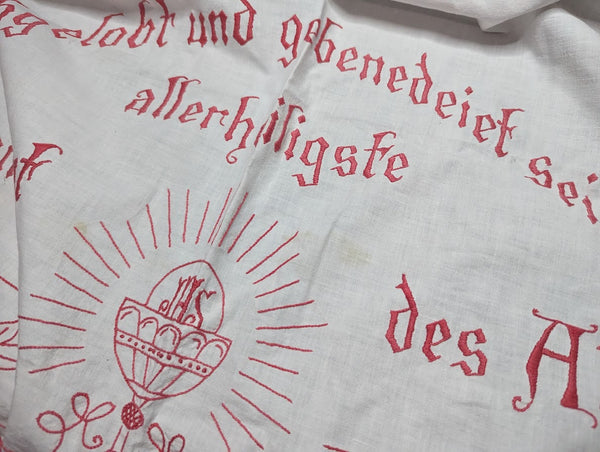 gelobt und gebenedeiet sei
allerheiligste
des